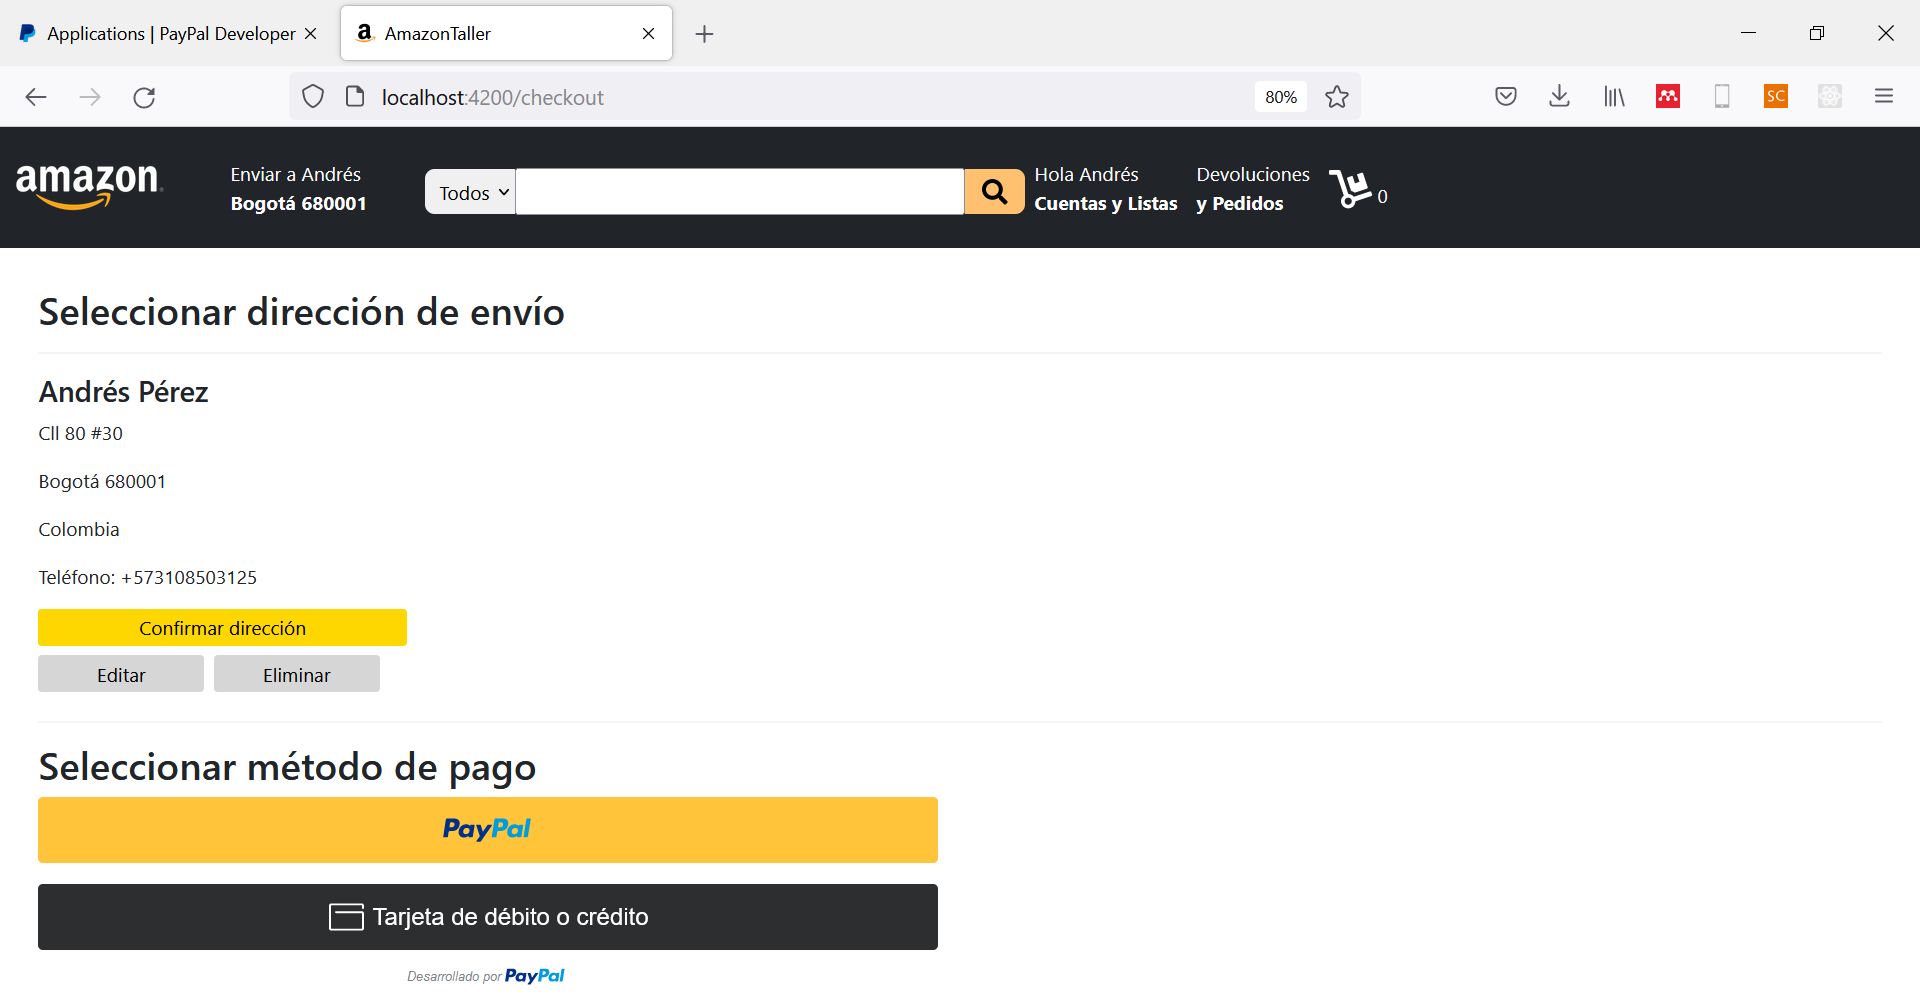 Applications | PayPal Developer
AmazonTaller
localhost:4200/checkout
80%
SC
amazon
Enviar a Andrés
Bogotá 680001
Todos
Hola Andrés
Cuentas y Listas
Devoluciones
y Pedidos
0
Seleccionar dirección de envío
Andrés Pérez
Cll 80 #30
Bogotá 680001
Colombia
Teléfono: +573108503125
Confirmar dirección
Editar
Eliminar
Seleccionar método de pago
PayPal
Tarjeta de débito o crédito
Desarrollado por PayPal